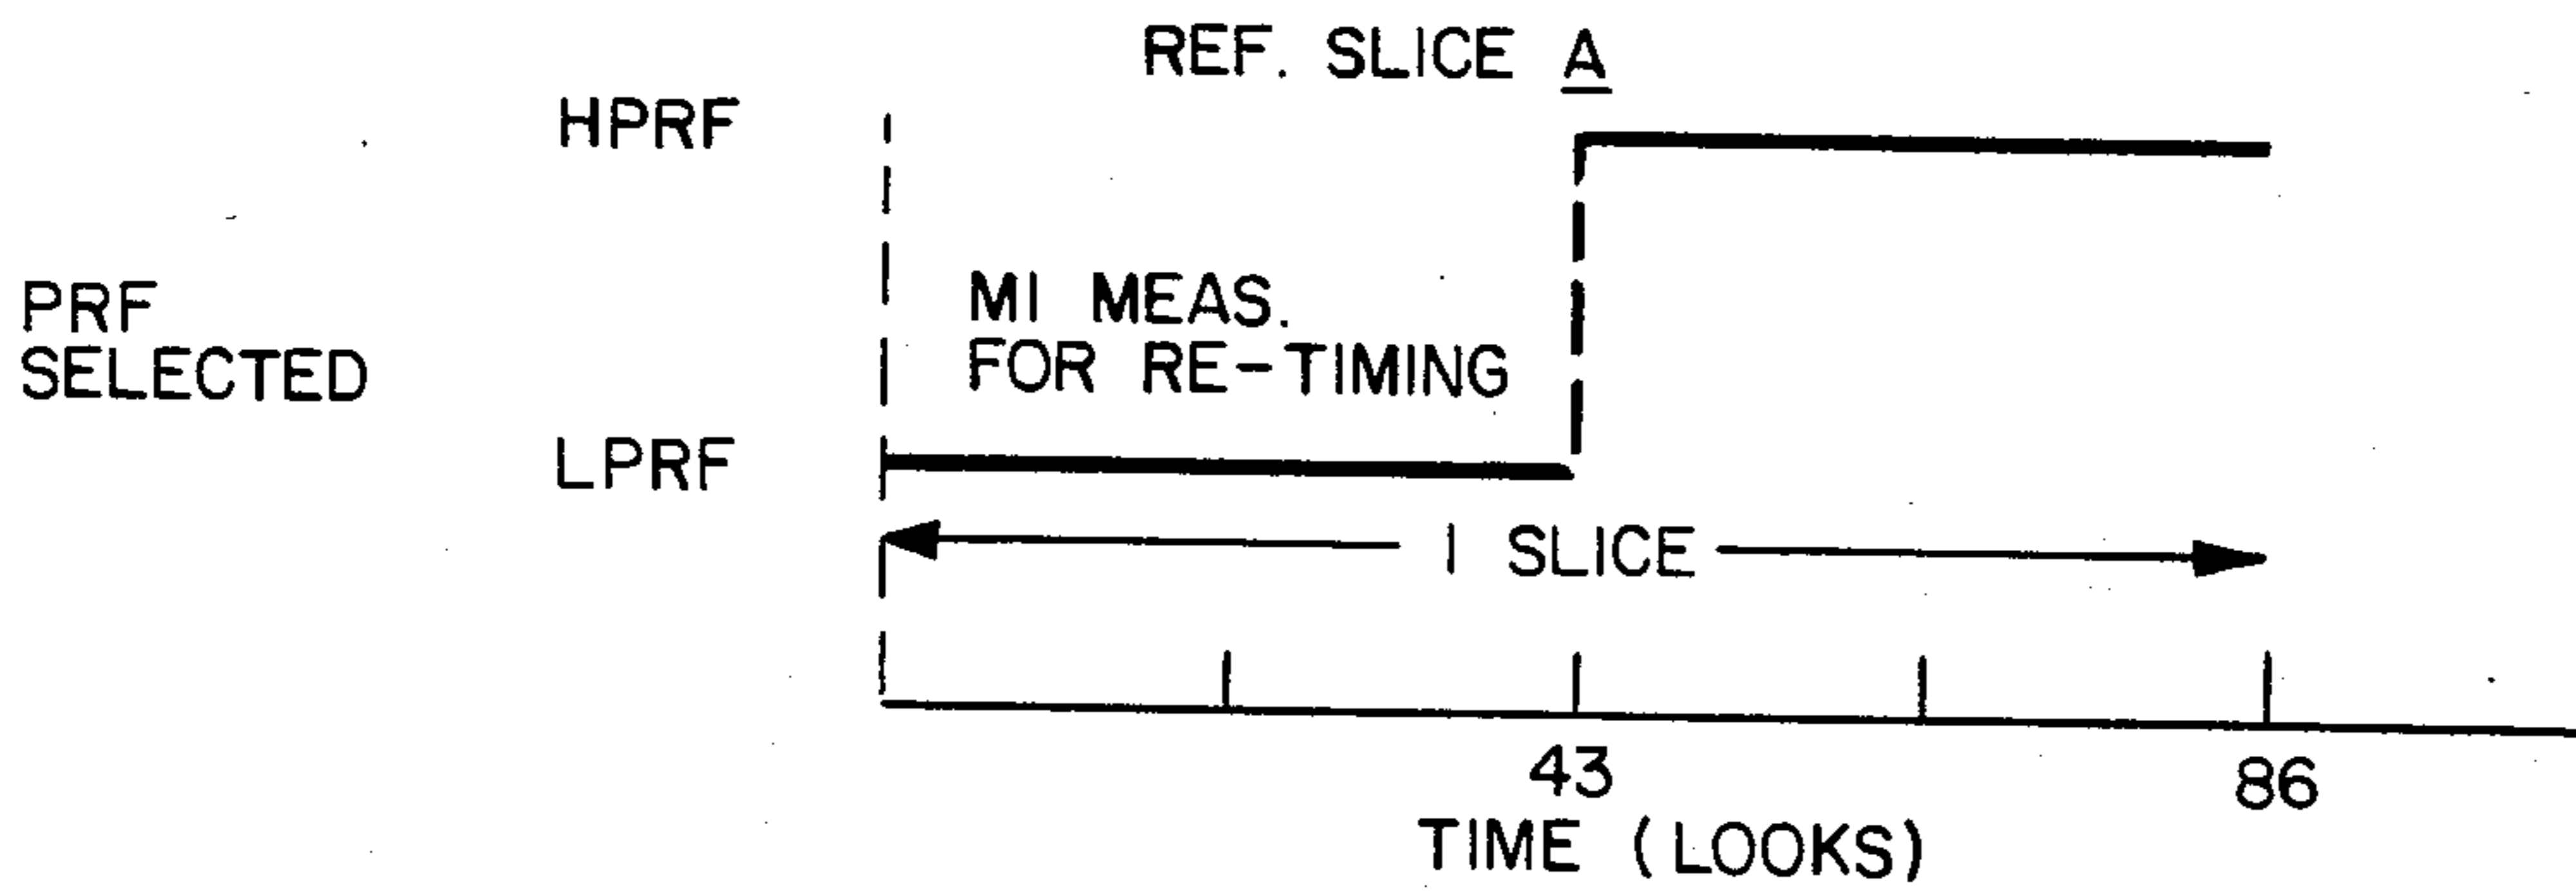 REF. SLICE A
HPRF
PRF
SELECTED
MI MEAS.
FOR RE-TIMING
LPRF
1 SLICE
43
86
TIME (LOOKS)